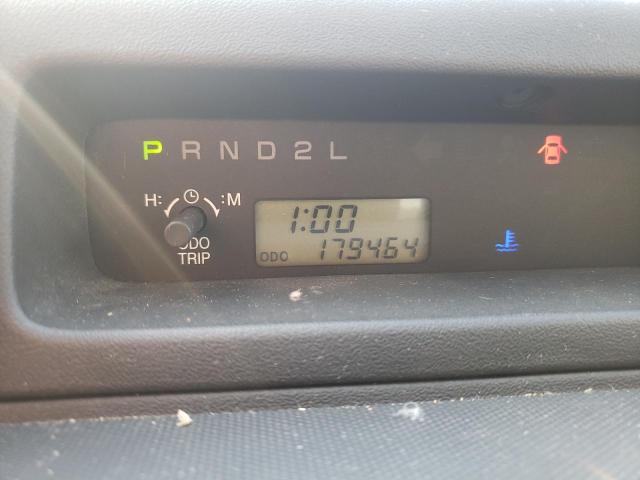 P R N D 2 L
H: :M
1:00
ODO
TRIP
ODO 179464